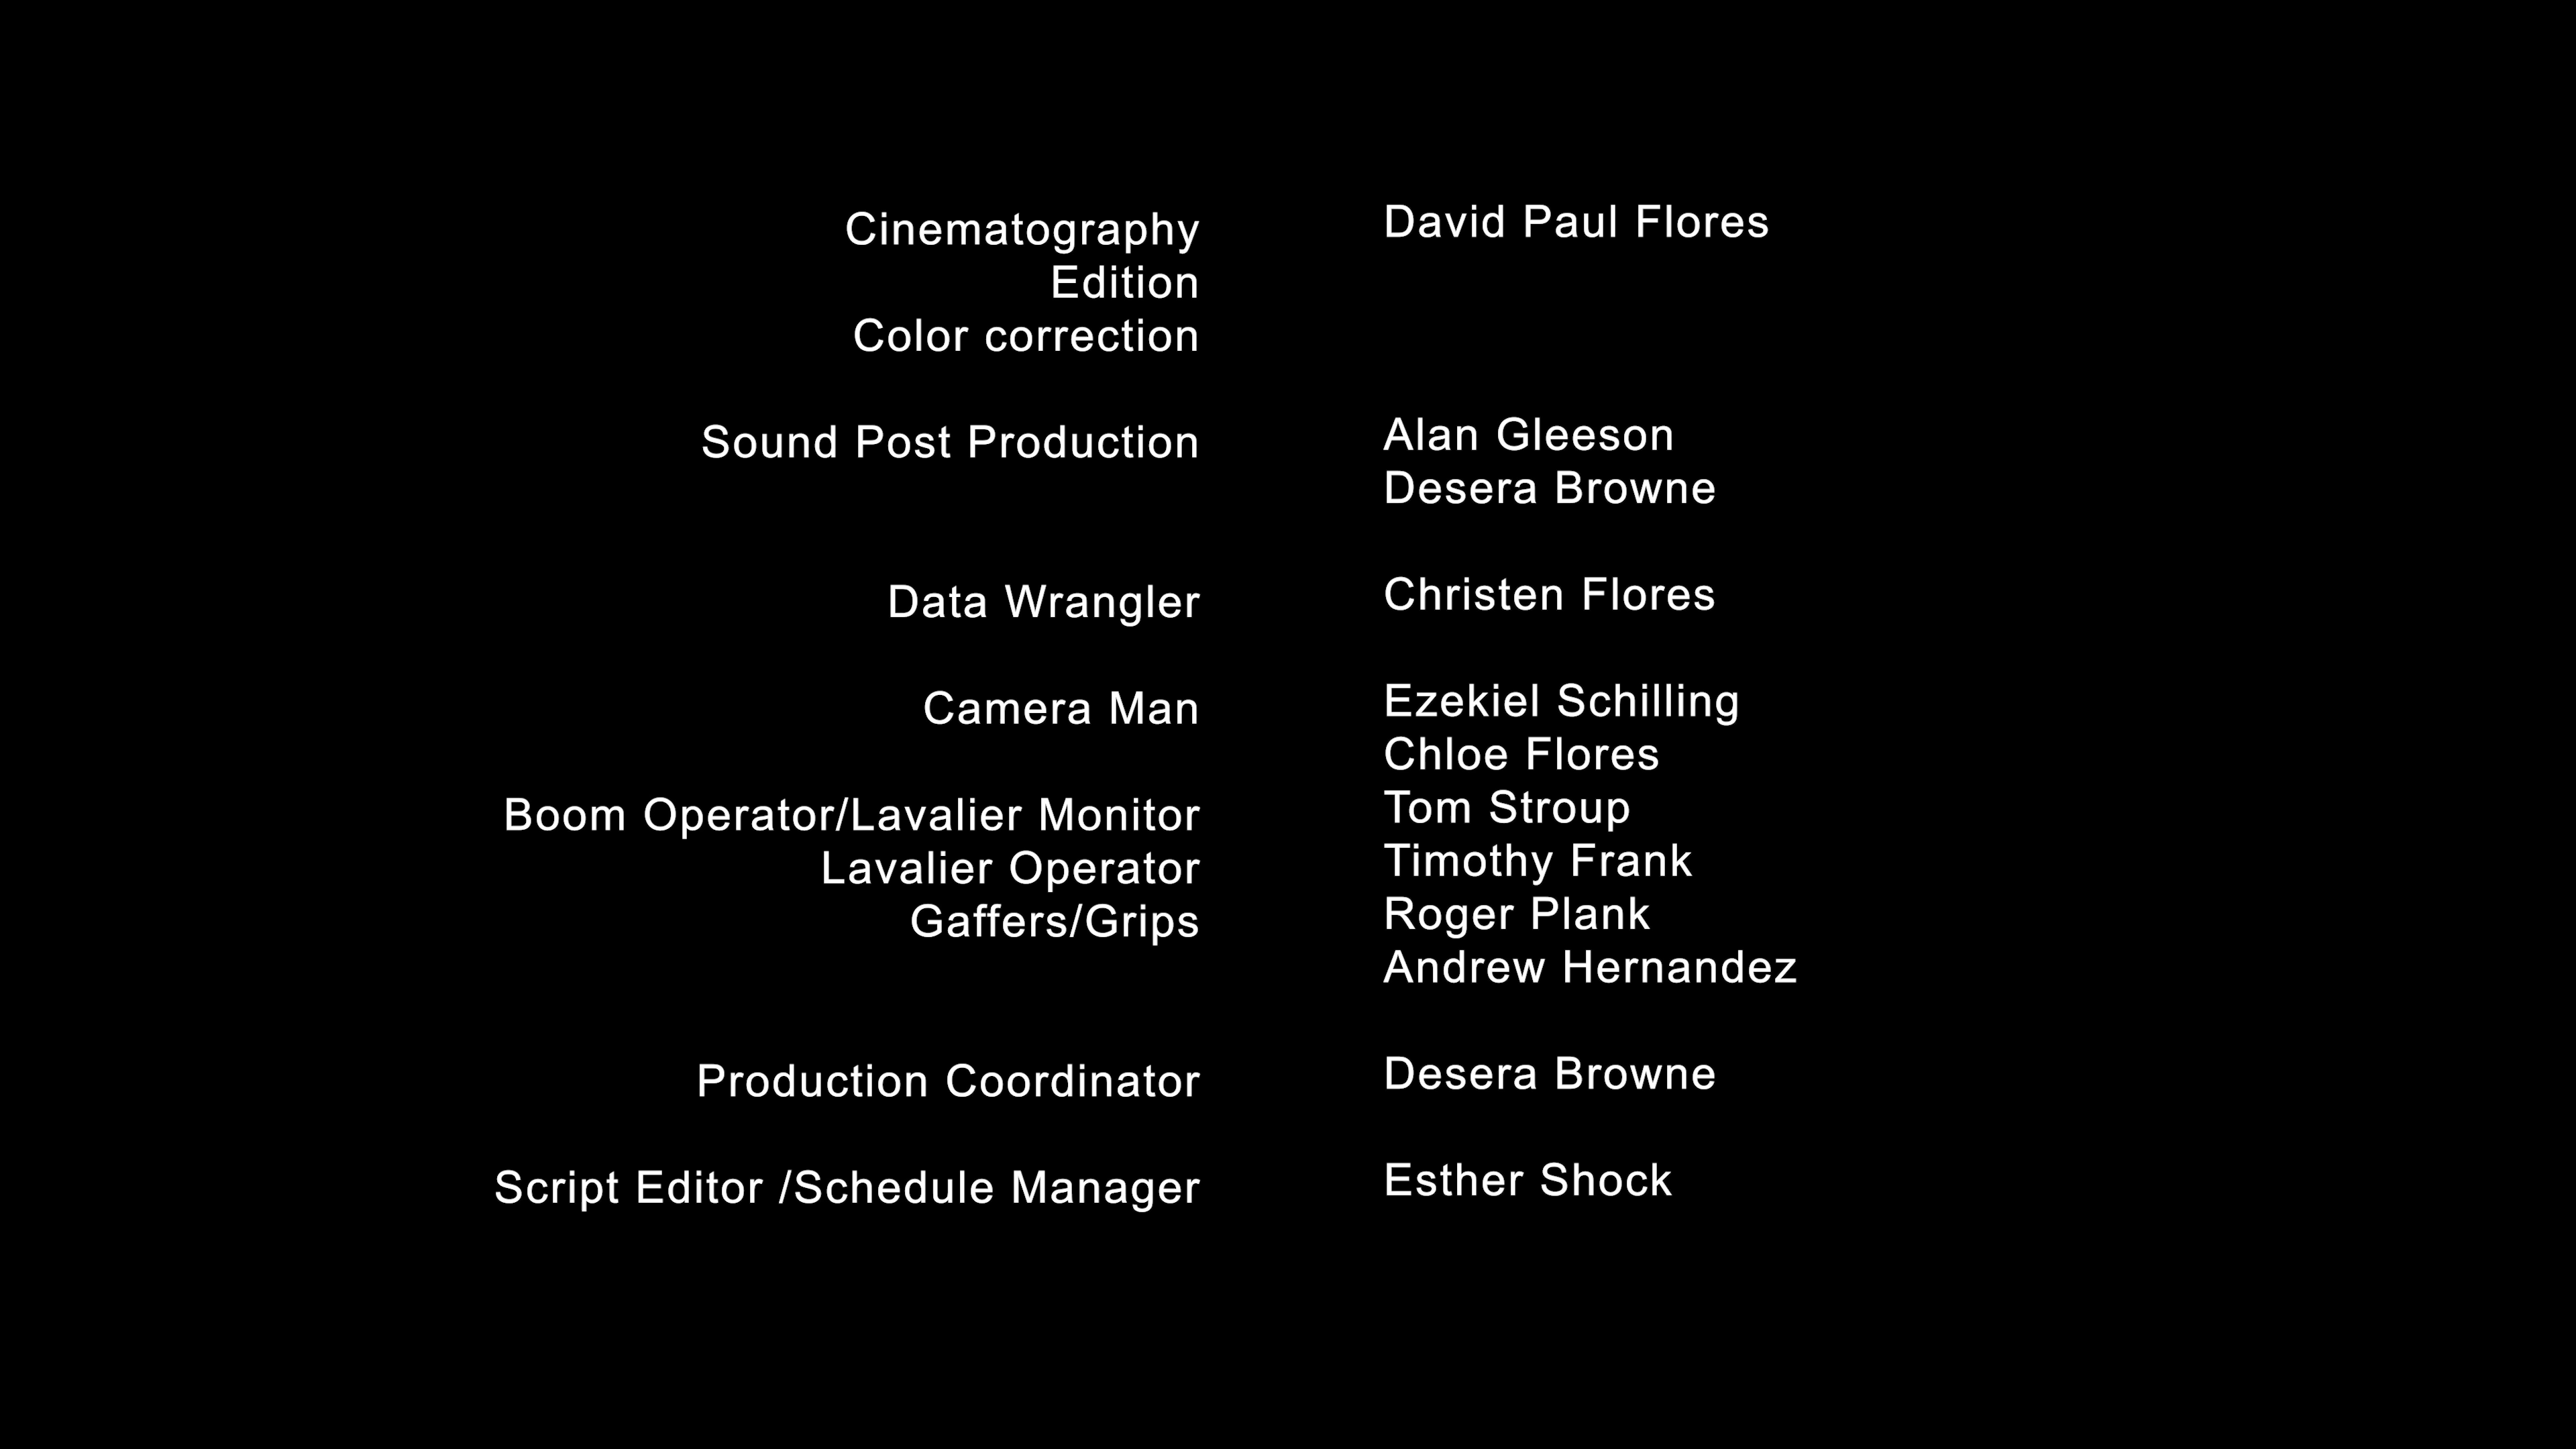 Cinematography David Paul Flores
Edition
Color correction
Sound Post Production Alan Gleeson
Desera Browne
Data Wrangler Christen Flores
Camera Man Ezekiel Schilling
Chloe Flores
Boom Operator/Lavalier Monitor Tom Stroup
Lavalier Operator Timothy Frank
Gaffers/Grips Roger Plank
Andrew Hernandez
Production Coordinator Desera Browne
Script Editor /Schedule Manager Esther Shock